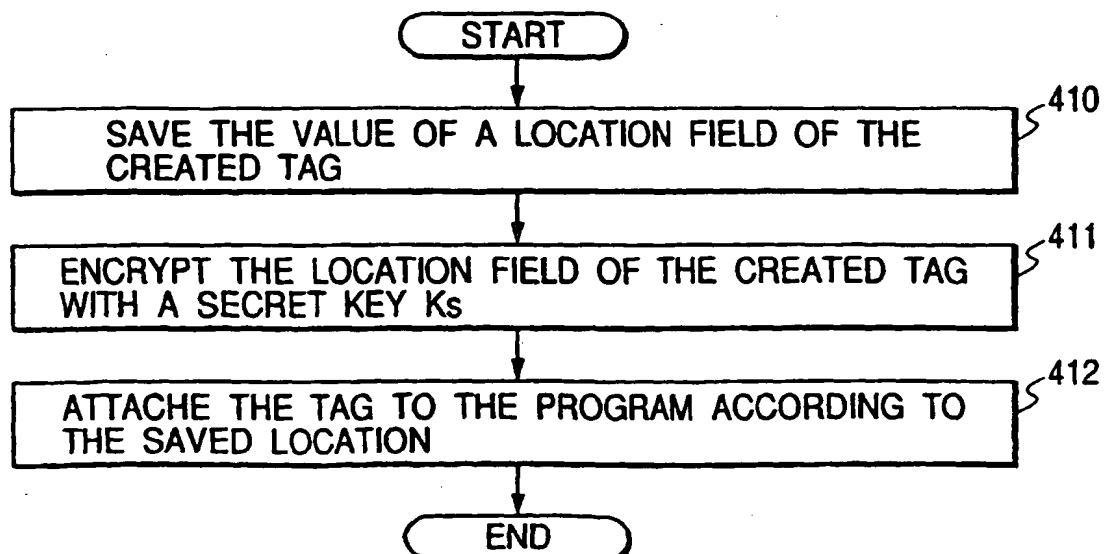 START
410
SAVE THE VALUE OF A LOCATION FIELD OF THE
CREATED TAG
411
ENCRYPT THE LOCATION FIELD OF THE CREATED TAG
WITH A SECRET KEY Ks
412
ATTACHE THE TAG TO THE PROGRAM ACCORDING TO
THE SAVED LOCATION
END